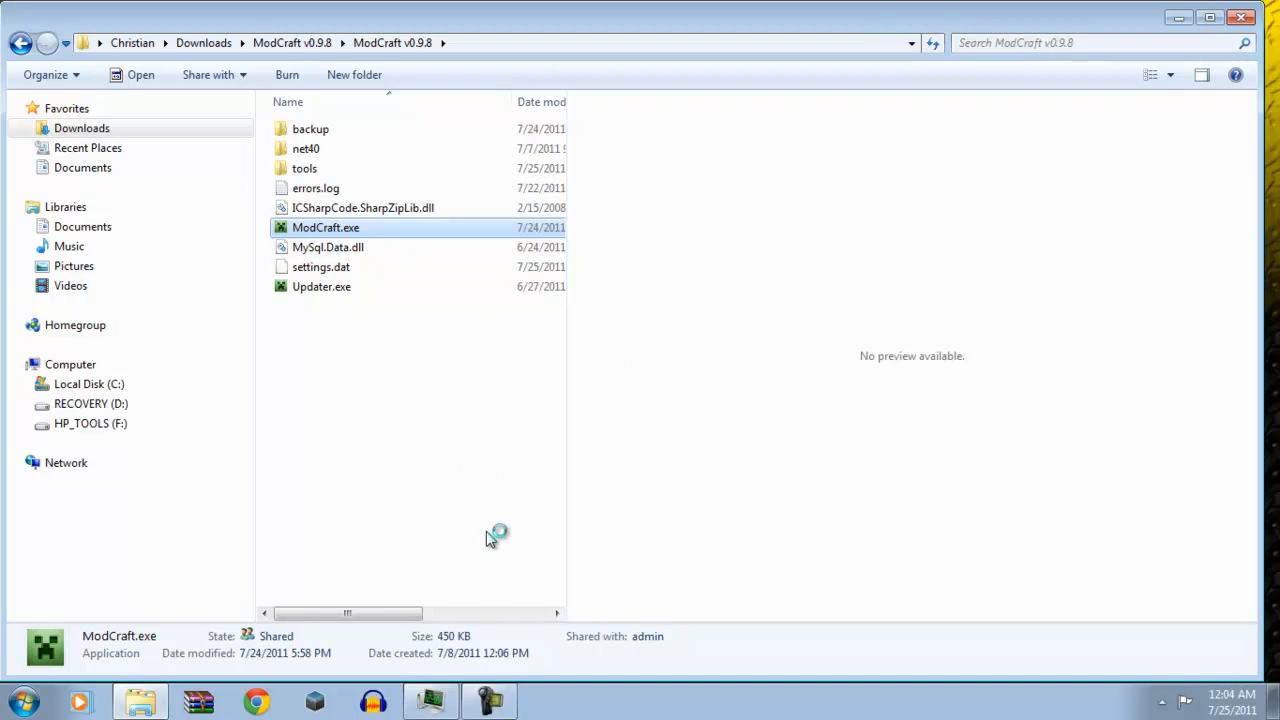 Christian Downloads ModCraft v0.9.8 ModCraft v0.9.8
Search ModCraft v0.9.8
Organize Open Share with Burn New folder
Name Date mod
Favorites
Downloads
Recent Places
Documents
Libraries
Documents
Music
Pictures
Videos
Homegroup
Computer
Local Disk (C:)
RECOVERY (D:)
HP_TOOLS (F:)
Network
backup 7/24/2011
net40 7/7/2011
tools 7/25/2011
errors.log 7/22/2011
ICSharpCode.SharpZipLib.dll 2/15/2008
ModCraft.exe 7/24/2011
MySql.Data.dll 6/24/2011
settings.dat 7/25/2011
Updater.exe 6/27/2011
No preview available.
ModCraft.exe State: Shared Size: 450 KB Shared with: admin
Application Date modified: 7/24/2011 5:58 PM Date created: 7/8/2011 12:06 PM
12:04 AM
7/25/2011